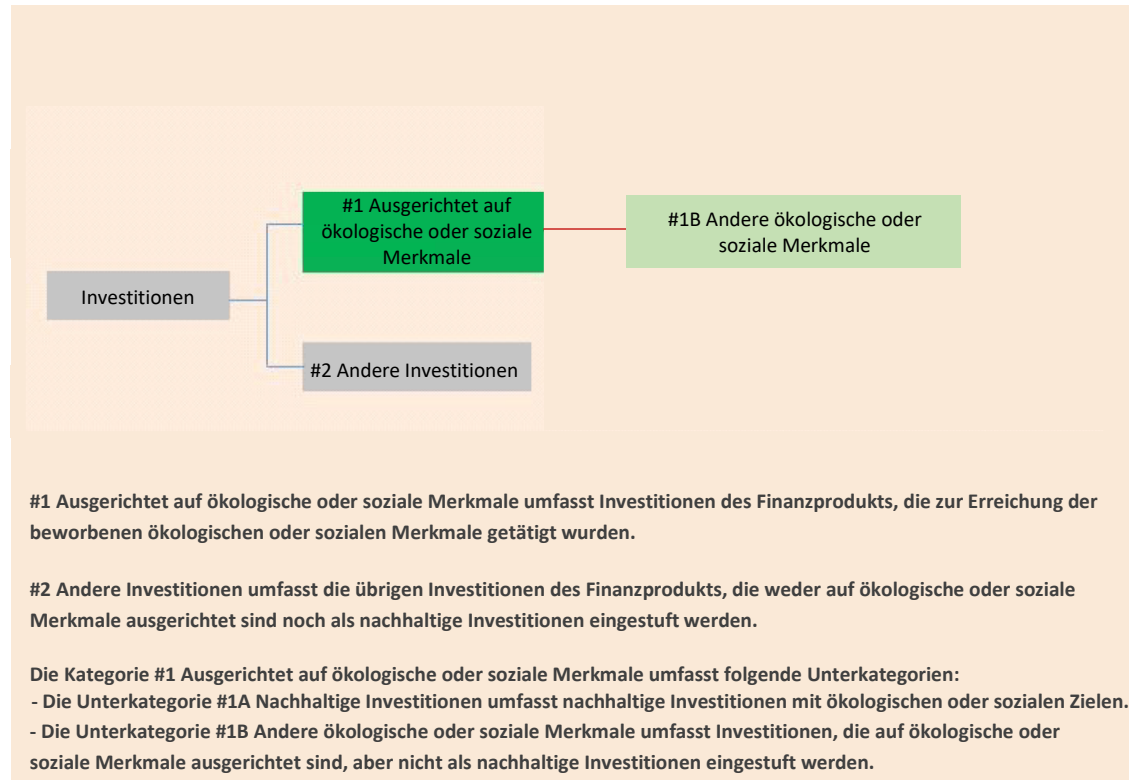 #1 Ausgerichtet auf
ökologische oder soziale
Merkmale
#1B Andere ökologische oder
soziale Merkmale
Investitionen
#2 Andere Investitionen
#1 Ausgerichtet auf ökologische oder soziale Merkmale umfasst Investitionen des Finanzprodukts, die zur Erreichung der
beworbenen ökologischen oder sozialen Merkmale getätigt wurden.
#2 Andere Investitionen umfasst die übrigen Investitionen des Finanzprodukts, die weder auf ökologische oder soziale
Merkmale ausgerichtet sind noch als nachhaltige Investitionen eingestuft werden.
Die Kategorie #1 Ausgerichtet auf ökologische oder soziale Merkmale umfasst folgende Unterkategorien:
- Die Unterkategorie #1A Nachhaltige Investitionen umfasst nachhaltige Investitionen mit ökologischen oder sozialen Zielen.
- Die Unterkategorie #1B Andere ökologische oder soziale Merkmale umfasst Investitionen, die auf ökologische oder
soziale Merkmale ausgerichtet sind, aber nicht als nachhaltige Investitionen eingestuft werden.